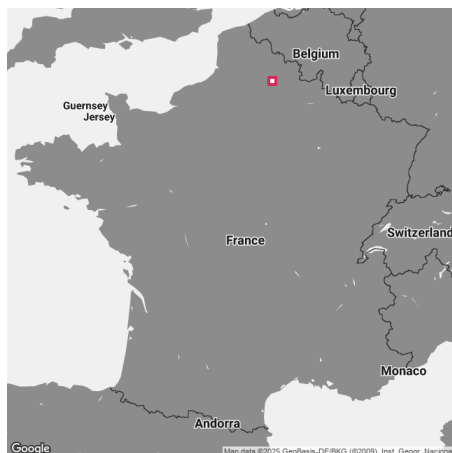 Belgium
Luxembourg
Guernsey
Jersey
France
Switzerland
Monaco
Andorra
Google
Map data ©2025 GeoBasis-DE/BKG (©2009), Inst. Geogr. Naciona